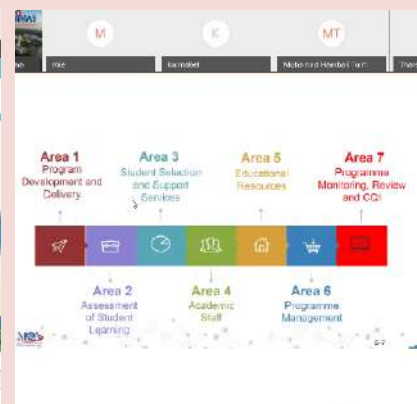 M
K
MT
mie
Area 1
Program
Development and
Delivery
Area 3
Student Selection
and Support
Services
Area 5
Educational
Resources
Area 7
Programme
Monitoring, Review
and CQI
Area 2
Assessment
of Student
Learning
Area 4
Academic
Staff
Area 6
Programme
Management